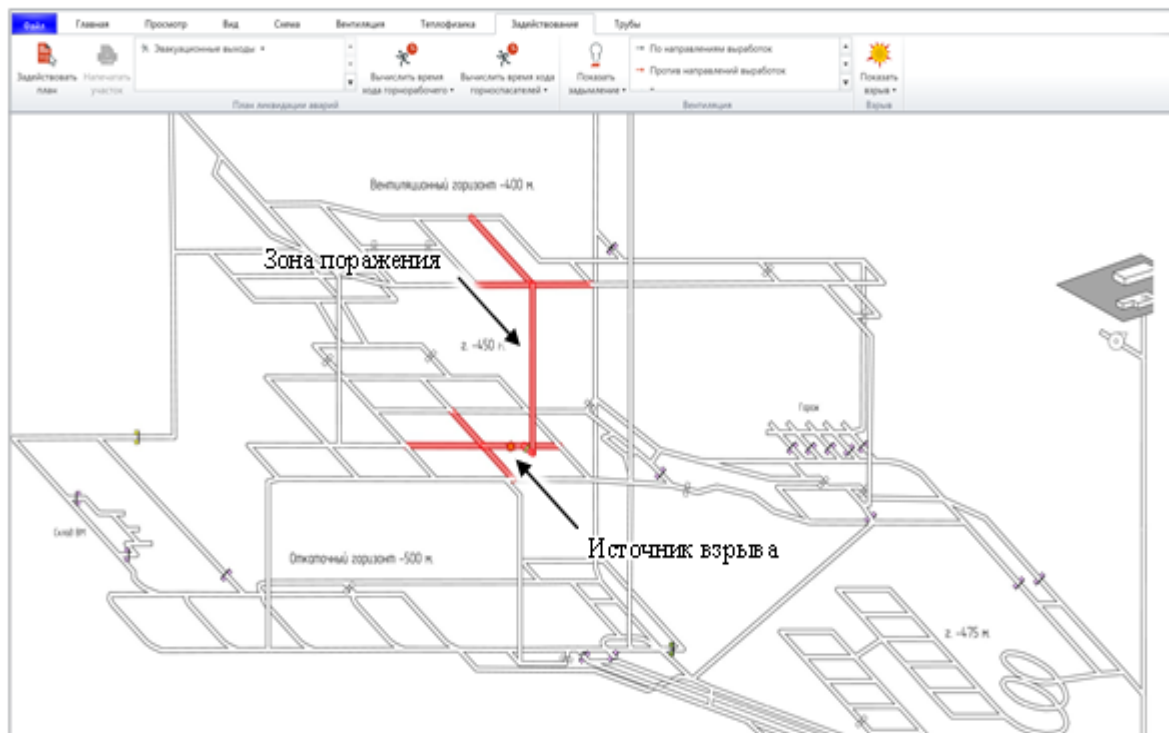 Файл Главная Просмотр Вид Схема Вентиляция Теплофизика Задействование Трубы
Эвакуационные выходы
Задействовать план
Напечатать участок
Вычислить время хода горнорабочего
Вычислить время хода горноспасателей
Показать задымление
По направлениям выработок
Против направлений выработок
Показать взрыв
План ликвидации аварий
Вентиляция
Взрыв
Вентиляционный горизонт -400 м.
Зона поражения
г. -450
Гараж
Склад ВМ
Источник взрыва
Откаточный горизонт -500 м.
г. -475 м.